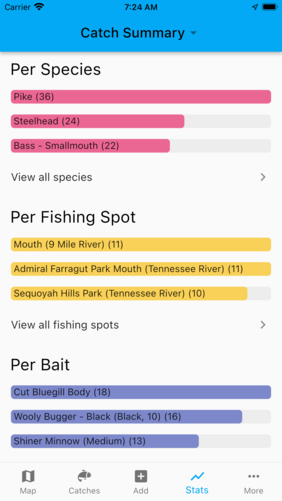 Carrier 7:24 AM
Catch Summary
Per Species
Pike (36)
Steelhead (24)
Bass - Smallmouth (22)
View all species
Per Fishing Spot
Mouth (9 Mile River) (11)
Admiral Farragut Park Mouth (Tennessee River) (11)
Sequoyah Hills Park (Tennessee River) (10)
View all fishing spots
Per Bait
Cut Bluegill Body (18)
Wooly Bugger - Black (Black, 10) (16)
Shiner Minnow (Medium) (13)
Map Catches Add Stats More